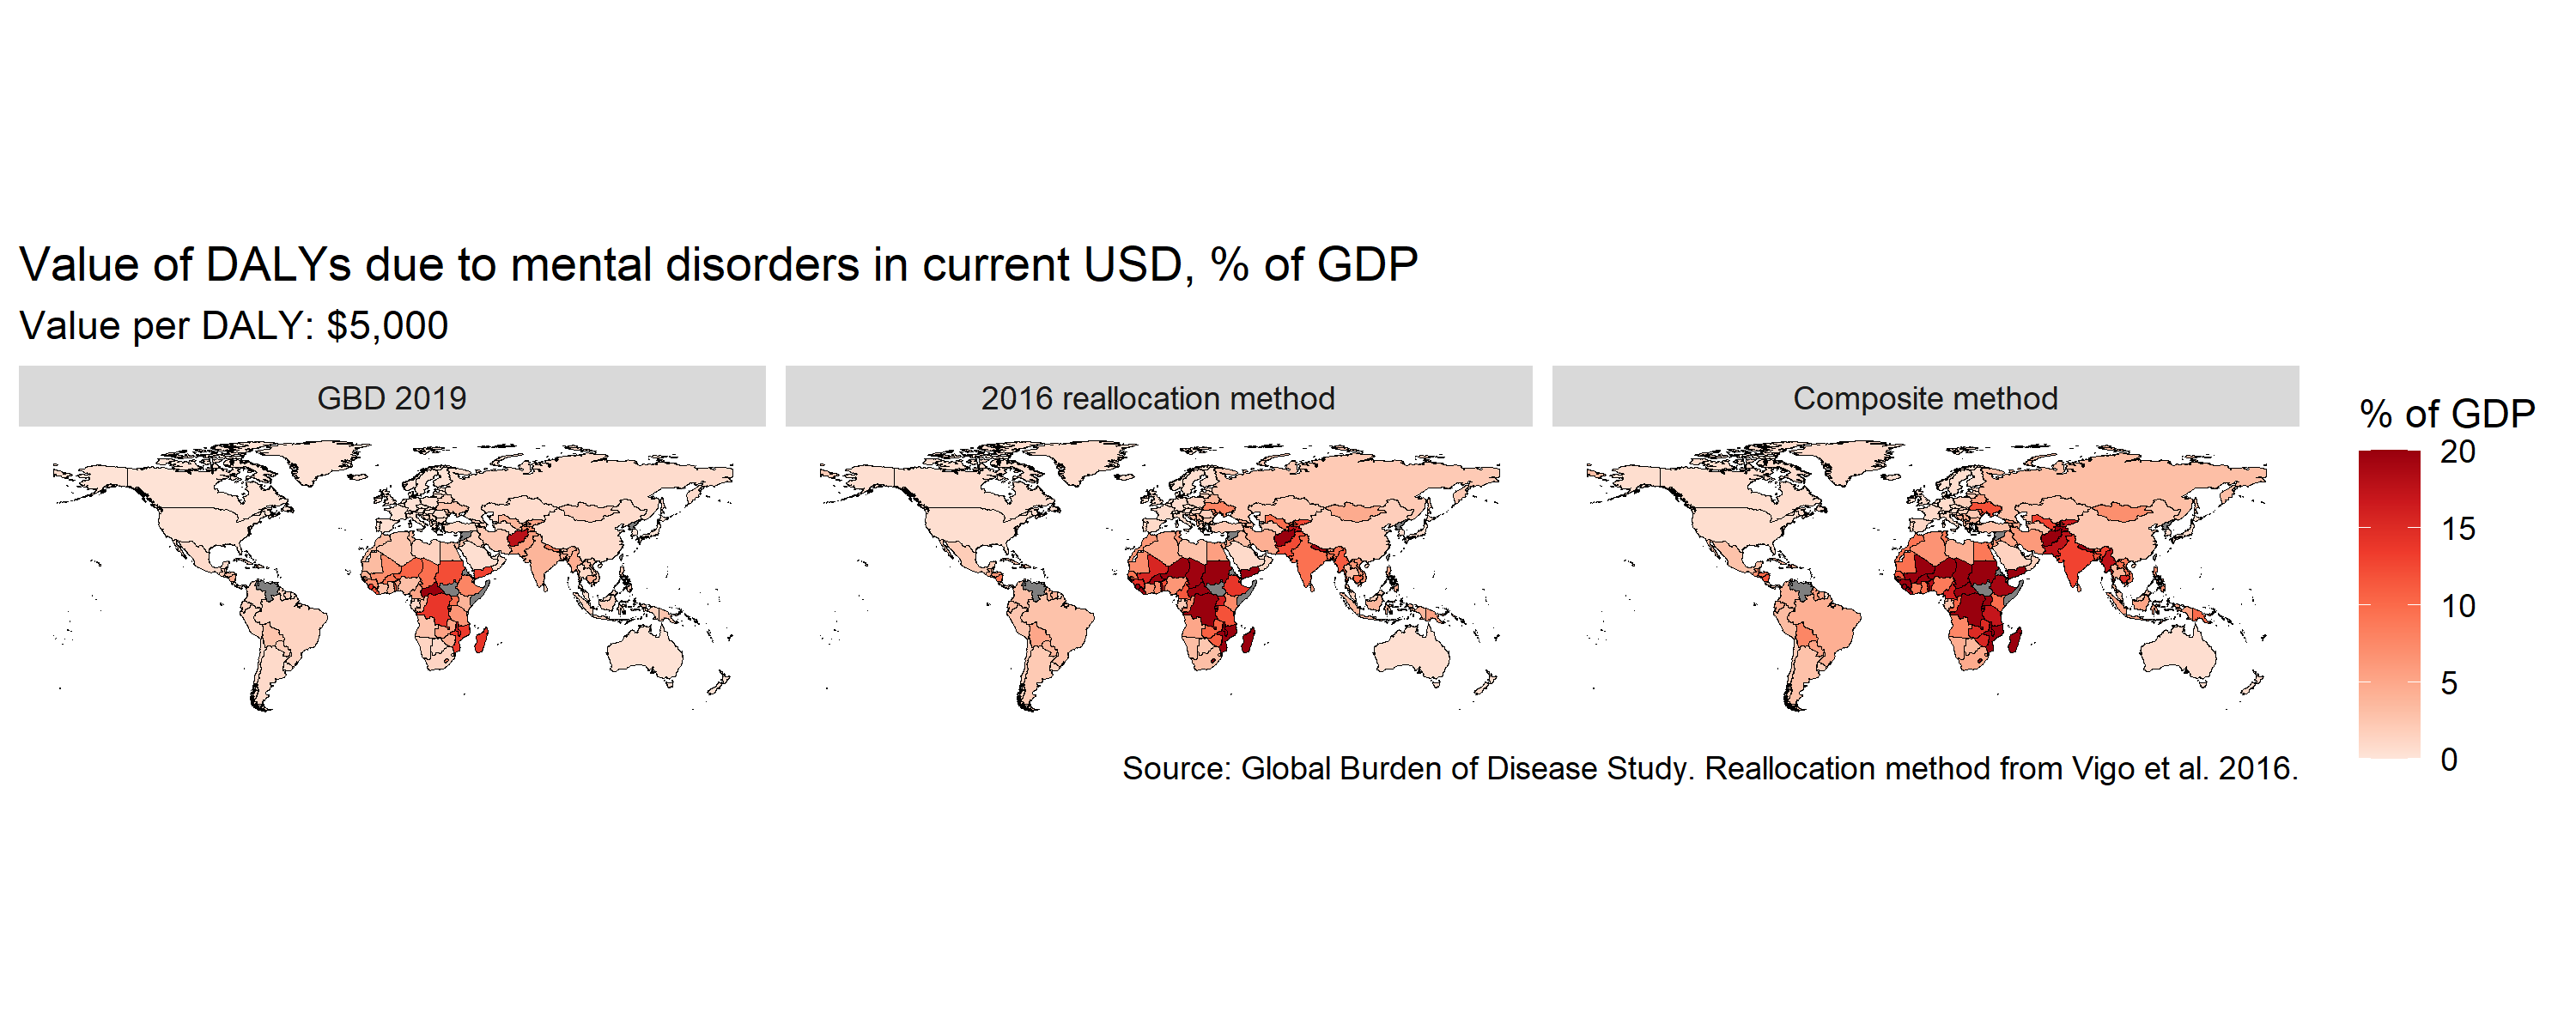 Value of DALYs due to mental disorders in current USD, % of GDP
Value per DALY: $5,000
GBD 2019
2016 reallocation method
Composite method
% of GDP
20
15
10
5
0
Source: Global Burden of Disease Study. Reallocation method from Vigo et al. 2016.